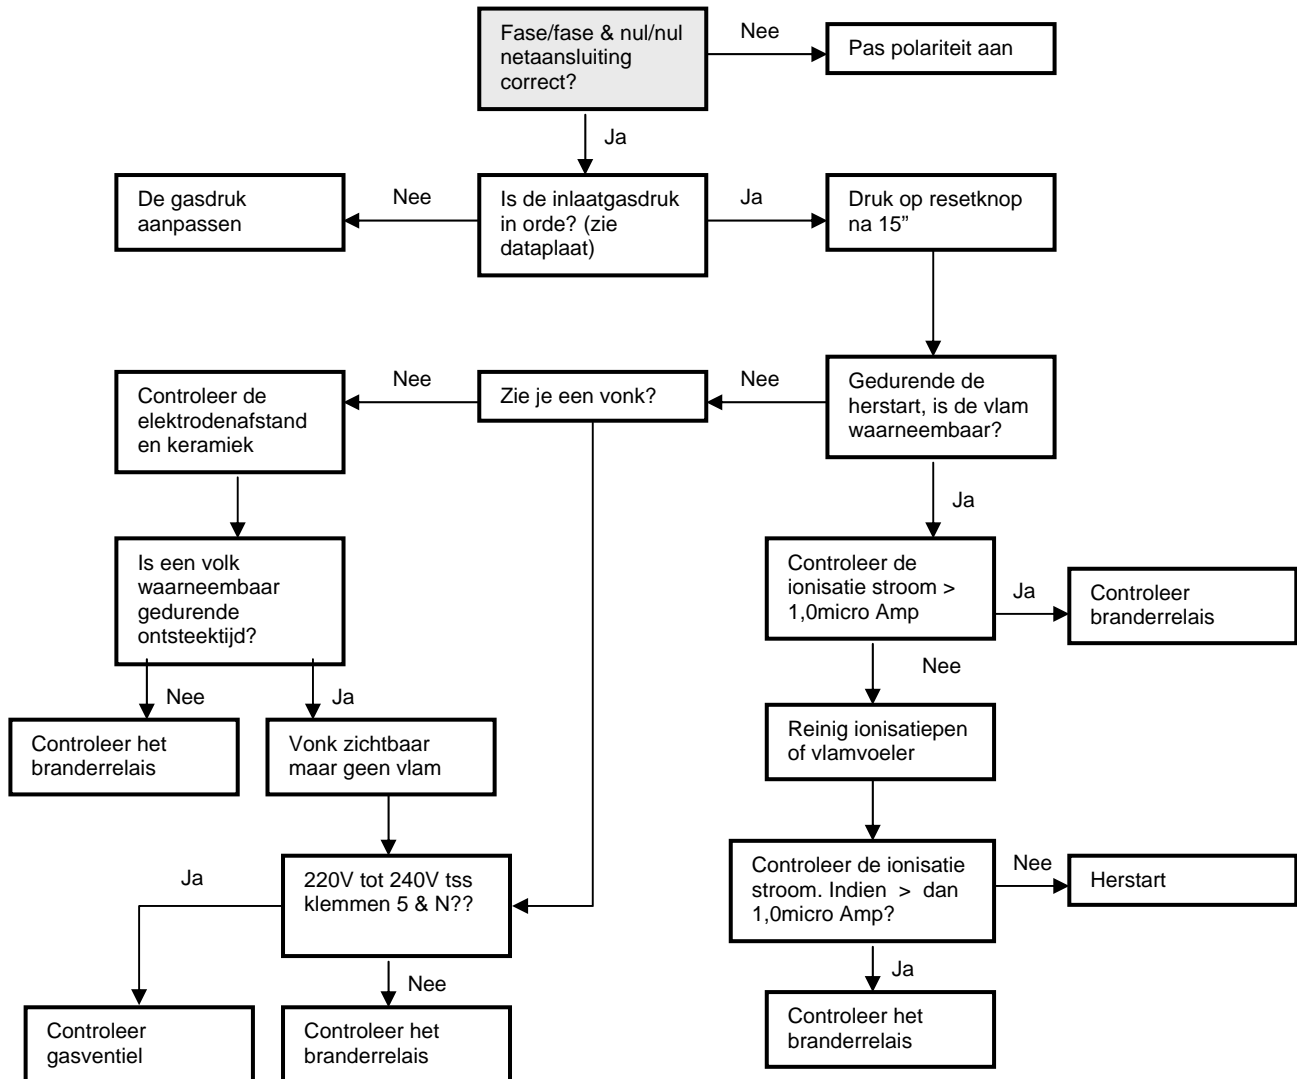 Fase/fase & nul/nul
netaansluiting
correct?
Nee
Pas polariteit aan
Ja
De gasdruk
aanpassen
Nee
Is de inlaatgasdruk
in orde? (zie
dataplaat)
Ja
Druk op resetknop
na 15”
Controleer de
elektrodenafstand
en keramiek
Nee
Zie je een vonk?
Nee
Gedurende de
herstart, is de vlam
waarneembaar?
Ja
Is een volk
waarneembaar
gedurende
ontsteektijd?
Controleer de
ionisatie stroom >
1,0micro Amp
Ja
Controleer
branderrelais
Nee
Nee
Ja
Controleer het
branderrelais
Vonk zichtbaar
maar geen vlam
Reinig ionisatiepen
of vlamvoeler
Ja
220V tot 240V tss
klemmen 5 & N??
Controleer de ionisatie
stroom. Indien > dan
1,0micro Amp?
Nee
Herstart
Nee
Ja
Controleer
gasventiel
Controleer het
branderrelais
Controleer het
branderrelais